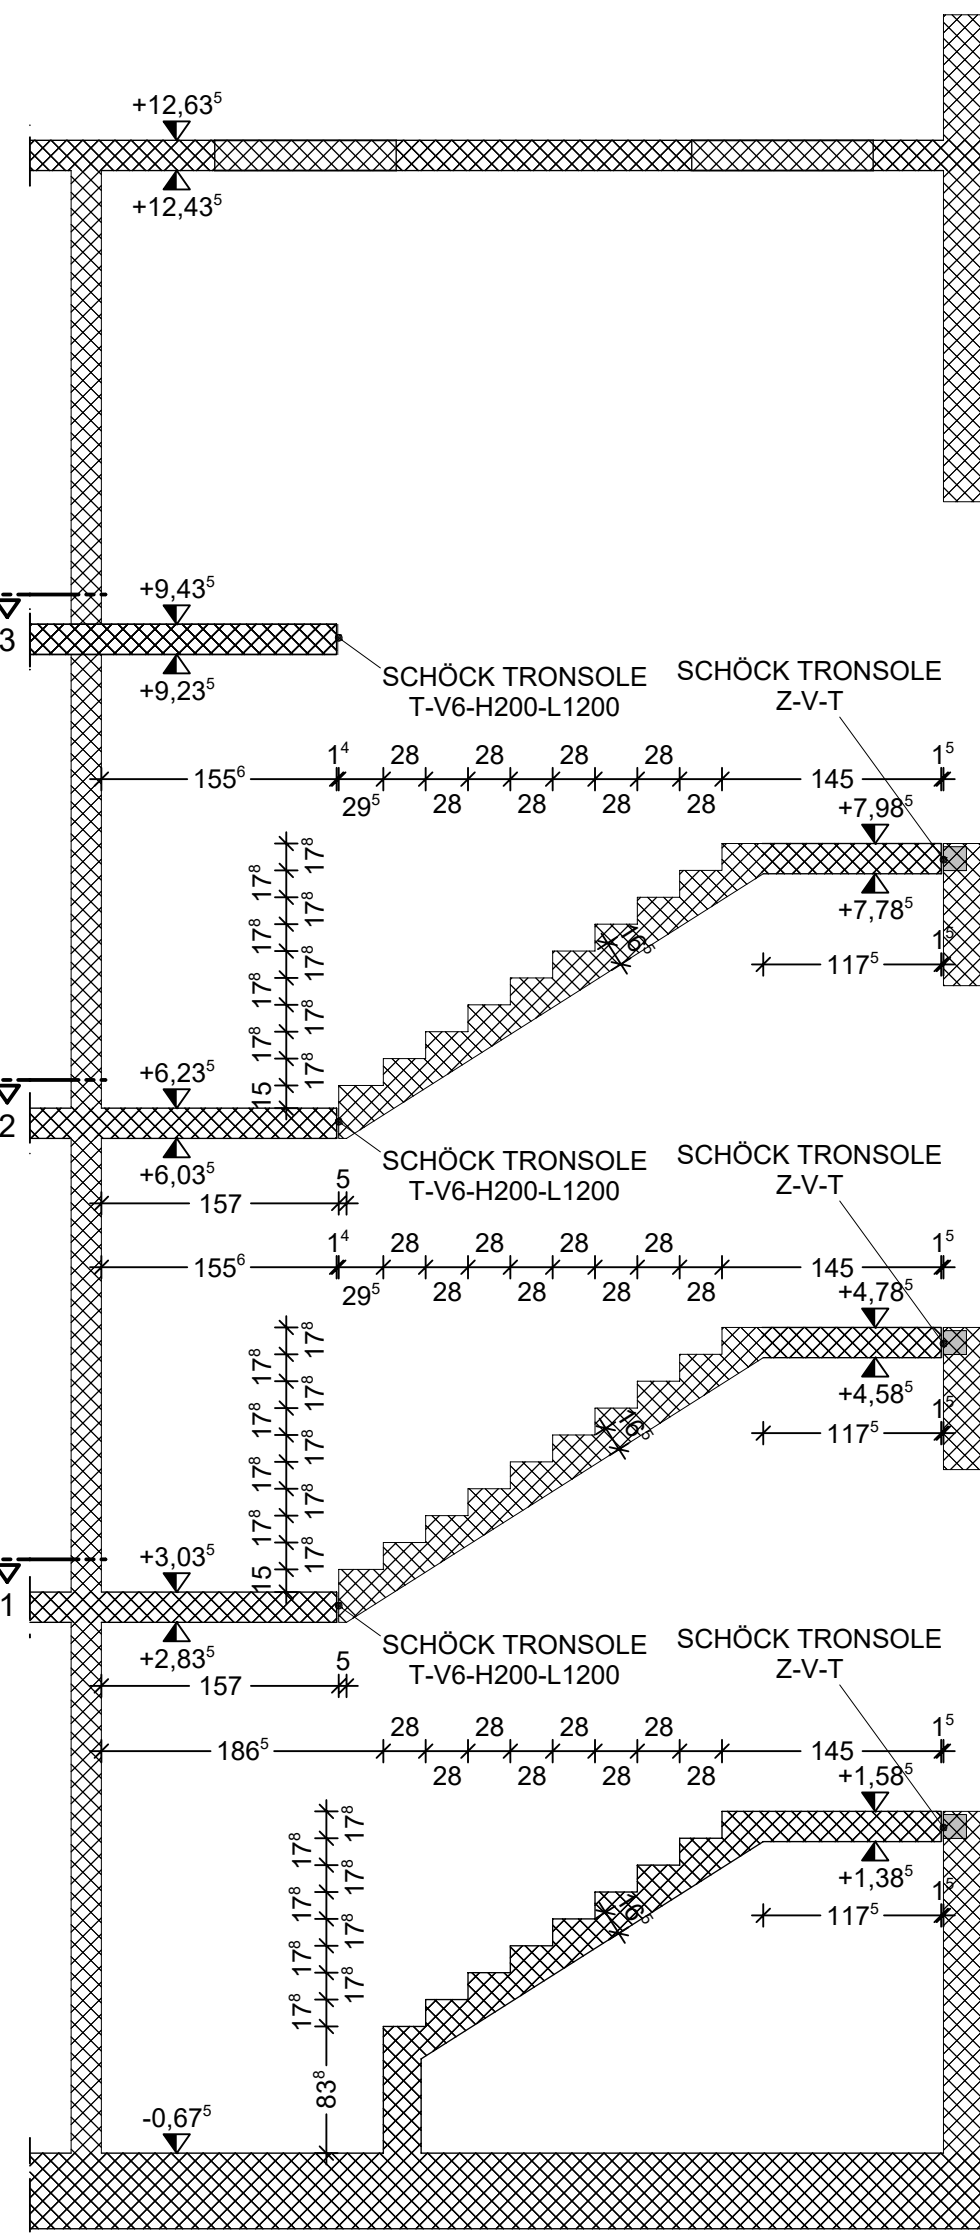 +12,63⁵
+12,43⁵
+9,43⁵
3
+9,23⁵
SCHÖCK TRONSOLE
T-V6-H200-L1200
SCHÖCK TRONSOLE
Z-V-T
155⁶ 1⁴ 29⁵ 28 28 28 28 28 28 28 28 145 1⁵
+7,98⁵
+7,78⁵
117⁵ 1⁵
16⁵
17⁸ 17⁸ 17⁸ 17⁸ 17⁸ 17⁸ 17⁸ 17⁸ 17⁸ 15
+6,23⁵
2
+6,03⁵
157 5
SCHÖCK TRONSOLE
T-V6-H200-L1200
SCHÖCK TRONSOLE
Z-V-T
155⁶ 1⁴ 29⁵ 28 28 28 28 28 28 28 28 145 1⁵
+4,78⁵
+4,58⁵
117⁵ 1⁵
16⁵
17⁸ 17⁸ 17⁸ 17⁸ 17⁸ 17⁸ 17⁸ 17⁸ 17⁸ 15
+3,03⁵
1
+2,83⁵
157 5
SCHÖCK TRONSOLE
T-V6-H200-L1200
SCHÖCK TRONSOLE
Z-V-T
186⁵ 28 28 28 28 28 28 28 28 145 1⁵
+1,58⁵
+1,38⁵
117⁵ 1⁵
16⁵
17⁸ 17⁸ 17⁸ 17⁸ 17⁸ 17⁸ 17⁸ 17⁸
83⁸
-0,67⁵